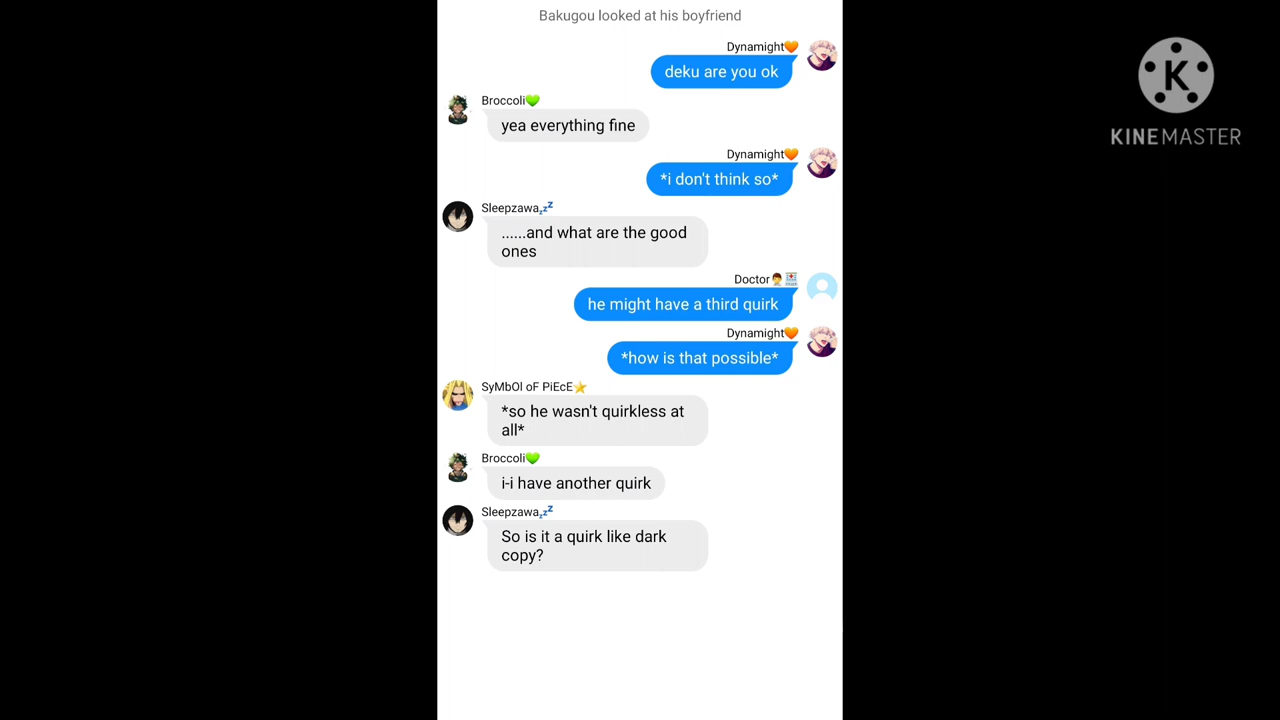 Bakugou looked at his boyfriend
Dynamight🧡
deku are you ok
Broccoli💚
yea everything fine
Dynamight🧡
*i don't think so*
Sleepzawa💤
......and what are the good
ones
Doctor👨‍⚕️🏥
he might have a third quirk
Dynamight🧡
*how is that possible*
SyMbOl oF PiEcE⭐
*so he wasn't quirkless at
all*
Broccoli💚
i-i have another quirk
Sleepzawa💤
So is it a quirk like dark
copy?
K
KINEMASTER